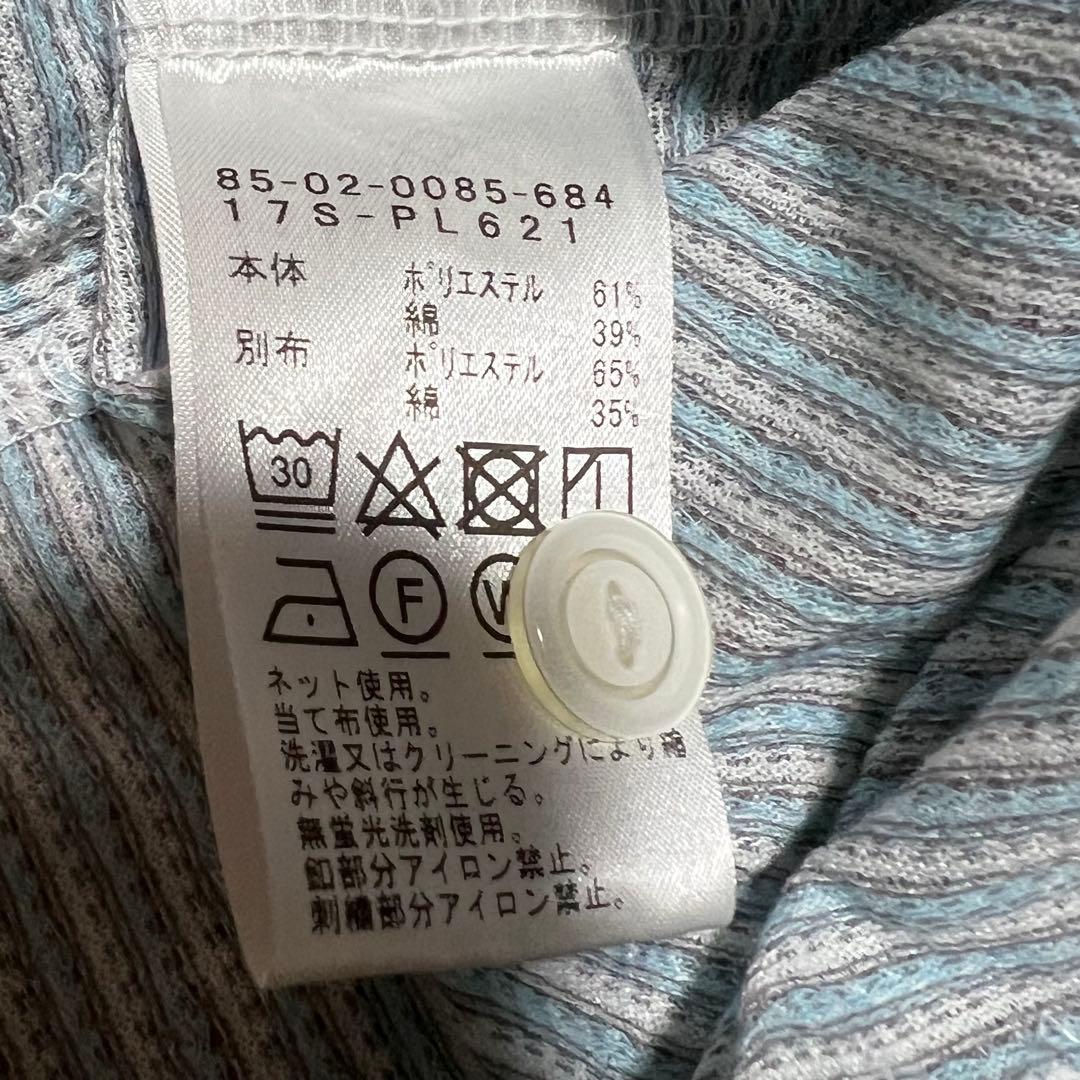 85-02-0085-684
17S-PL621
本体 ポリエステル 61%
綿 39%
別布 ポリエステル 65%
綿 35%
30
F W
ネット使用。
当て布使用。
洗濯又はクリーニングにより縮
みや斜行が生じる。
無蛍光洗剤使用。
釦部分アイロン禁止。
刺繍部分アイロン禁止。